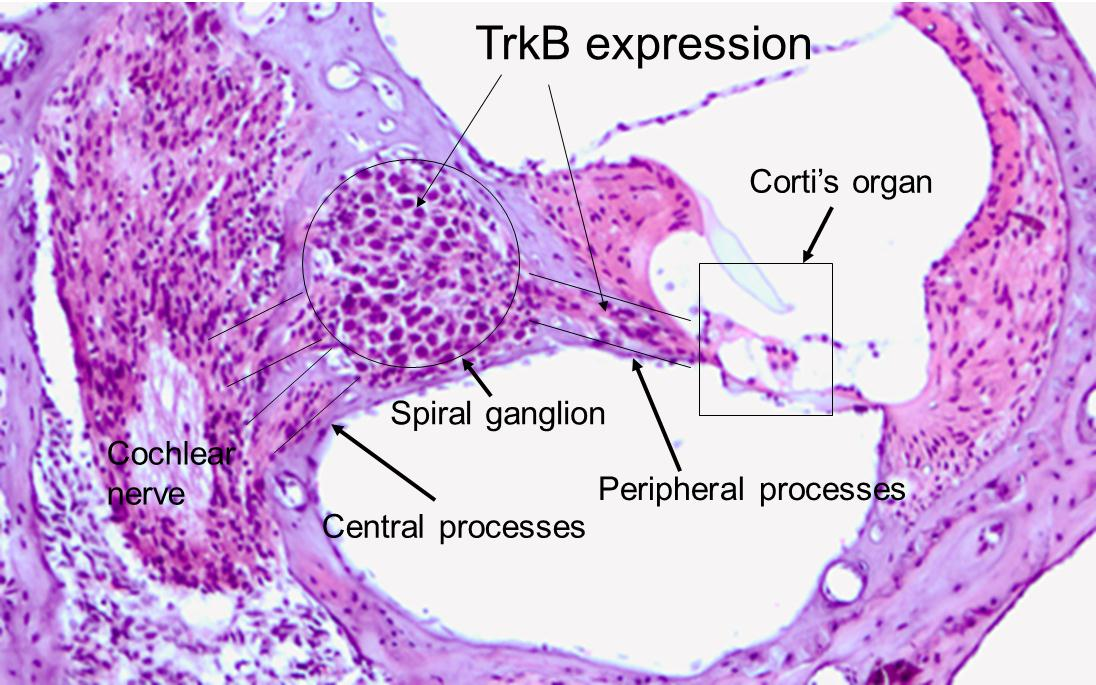 TrkB expression
Corti’s organ
Spiral ganglion
Cochlear
nerve
Peripheral processes
Central processes